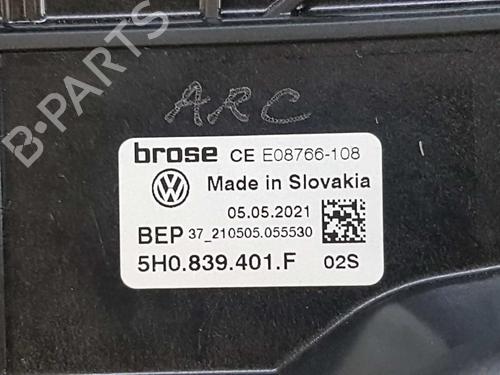 B-PARTS
ARC
brose CE E08766-108
Made in Slovakia
05.05.2021
BEP 37_210505.055530
5H0.839.401.F 02S